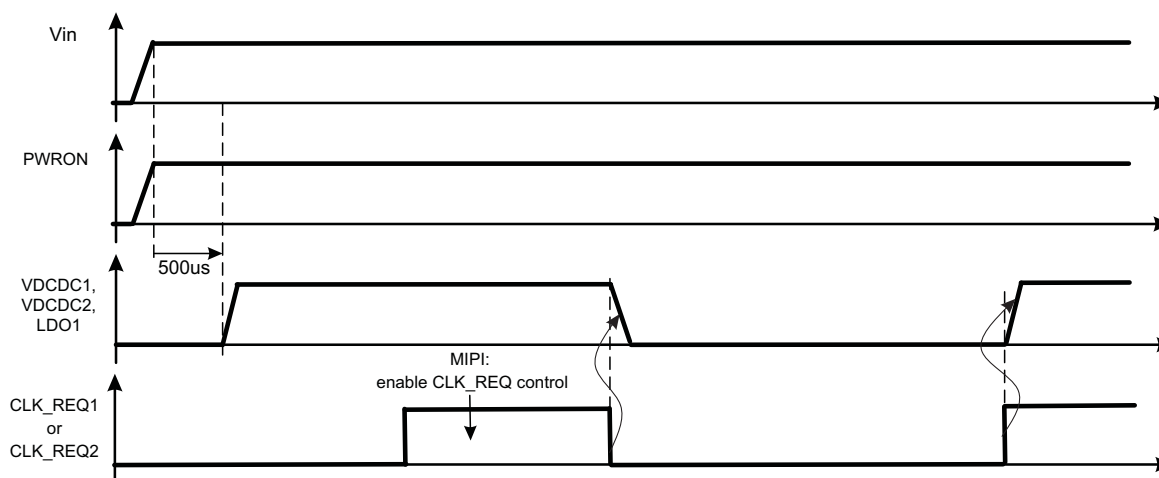 Vin
PWRON
500us
VDCDC1,
VDCDC2,
LDO1
MIPI:
enable CLK_REQ control
CLK_REQ1
or
CLK_REQ2